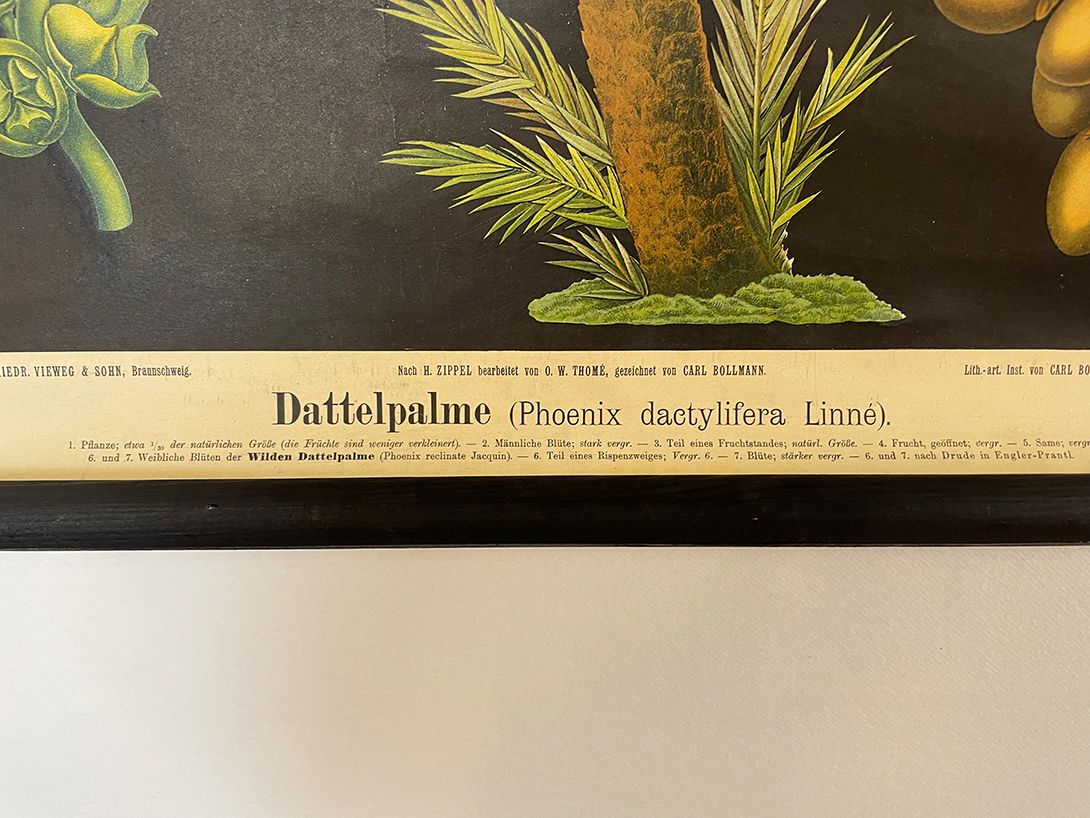 IEDR. VIEWEG & SOHN, Braunschweig. Nach H. ZIPPEL bearbeitet von O. W. THOMÉ, gezeichnet von CARL BOLLMANN. Lith.-art. Inst. von CARL BO
Dattelpalme (Phoenix dactylifera Linné).
1. Pflanze; etwa 1/30 der natürlichen Größe (die Früchte sind weniger verkleinert). — 2. Männliche Blüte; stark vergr. — 3. Teil eines Fruchtstandes; natürl. Größe. — 4. Frucht, geöffnet; vergr. — 5. Same; vergr
6. und 7. Weibliche Blüten der Wilden Dattelpalme (Phoenix reclinate Jacquin). — 6. Teil eines Rispenzweiges; Vergr. 6. — 7. Blüte; stärker vergr. — 6. und 7. nach Drude in Engler-Prantl.